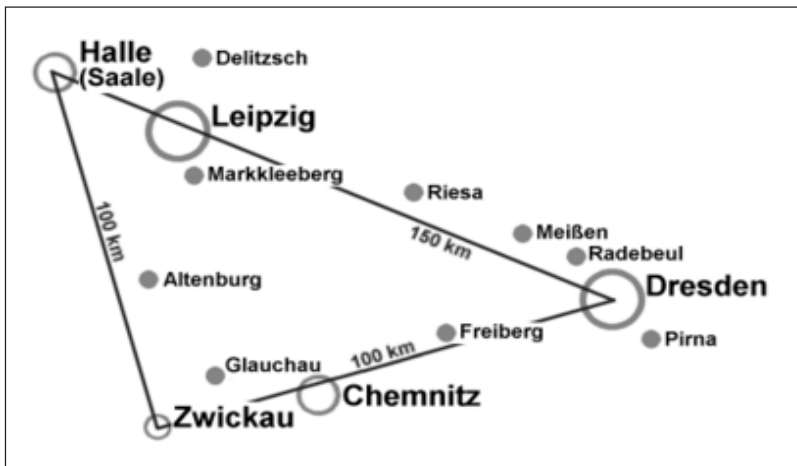 Halle
(Saale)
Delitzsch
Leipzig
Markkleeberg
Riesa
100 km
150 km
Meißen
Radebeul
Altenburg
Dresden
Freiberg
Pirna
100 km
Glauchau
Chemnitz
Zwickau